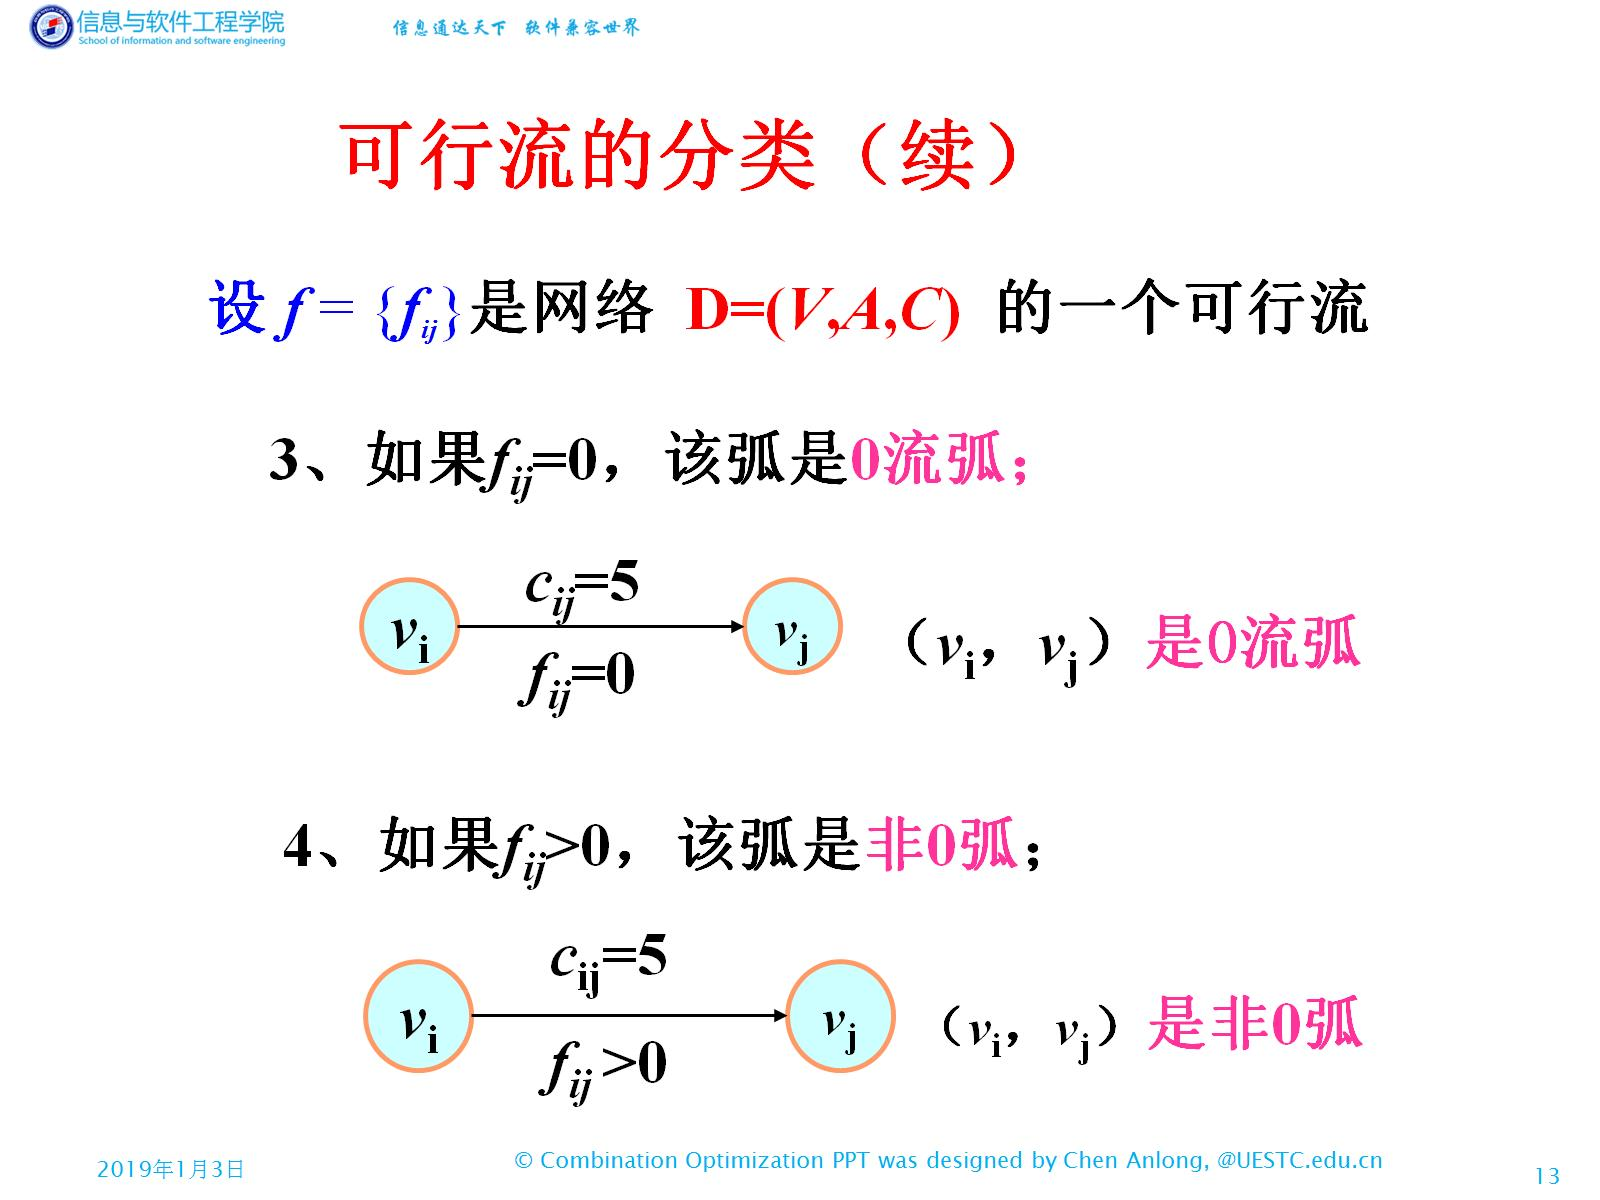 信息与软件工程学院
School of information and software engineering
信息通达天下 软件兼容世界
可行流的分类（续）
设 f = {fij}是网络 D=(V,A,C) 的一个可行流
3、如果fij=0，该弧是0流弧；
cij=5
vi
vj
fij=0
（vi，vj）是0流弧
4、如果fij>0，该弧是非0弧；
cij=5
vi
vj
fij >0
（vi，vj）是非0弧
2019年1月3日
© Combination Optimization PPT was designed by Chen Anlong, @UESTC.edu.cn
13